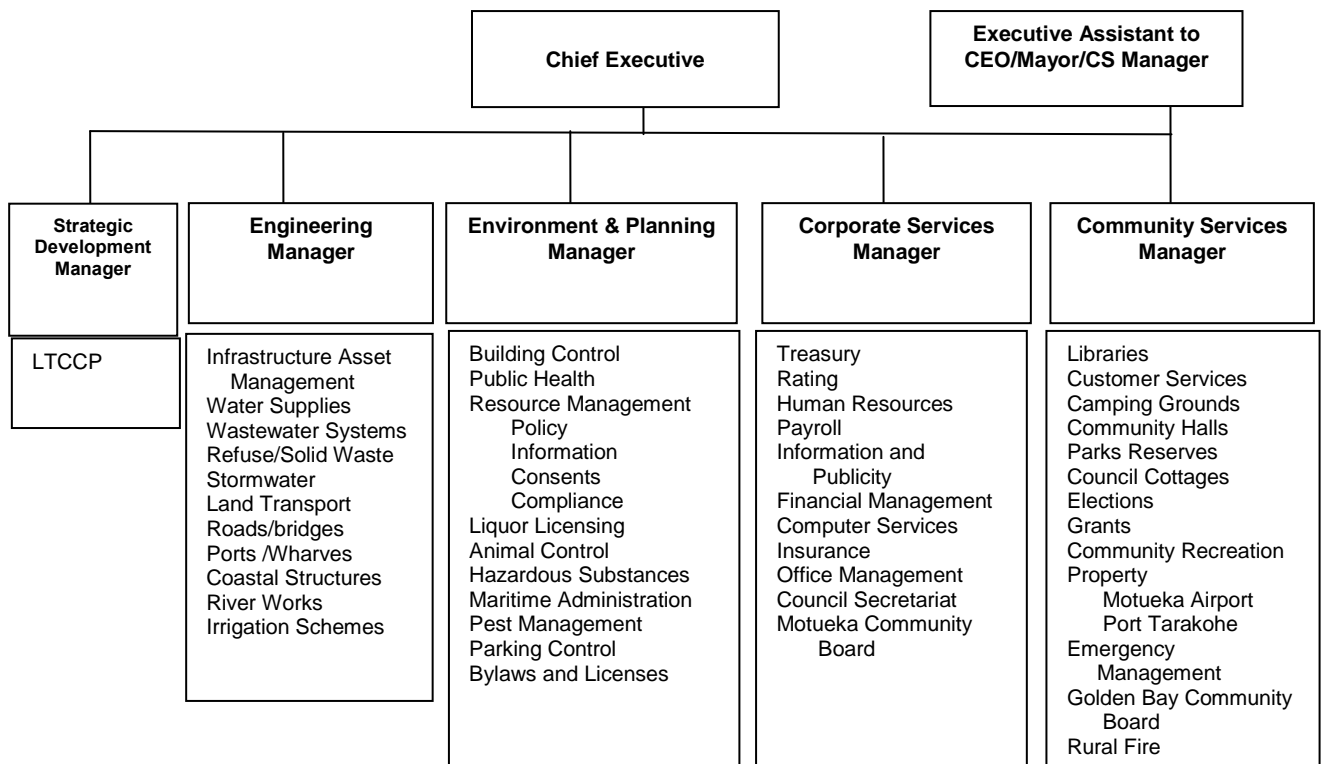 Chief Executive
Executive Assistant to
CEO/Mayor/CS Manager
Strategic
Development
Manager
Engineering
Manager
Environment & Planning
Manager
Corporate Services
Manager
Community Services
Manager
LTCCP
Infrastructure Asset
Management
Water Supplies
Wastewater Systems
Refuse/Solid Waste
Stormwater
Land Transport
Roads/bridges
Ports /Wharves
Coastal Structures
River Works
Irrigation Schemes
Building Control
Public Health
Resource Management
Policy
Information
Consents
Compliance
Liquor Licensing
Animal Control
Hazardous Substances
Maritime Administration
Pest Management
Parking Control
Bylaws and Licenses
Treasury
Rating
Human Resources
Payroll
Information and
Publicity
Financial Management
Computer Services
Insurance
Office Management
Council Secretariat
Motueka Community
Board
Libraries
Customer Services
Camping Grounds
Community Halls
Parks Reserves
Council Cottages
Elections
Grants
Community Recreation
Property
Motueka Airport
Port Tarakohe
Emergency
Management
Golden Bay Community
Board
Rural Fire